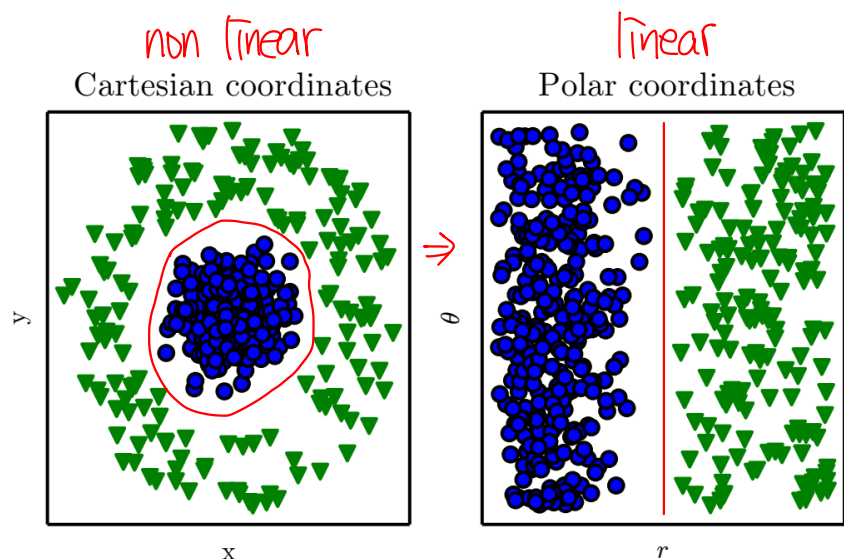 non linear
linear
Cartesian coordinates
Polar coordinates
⇒
y
θ
x
r